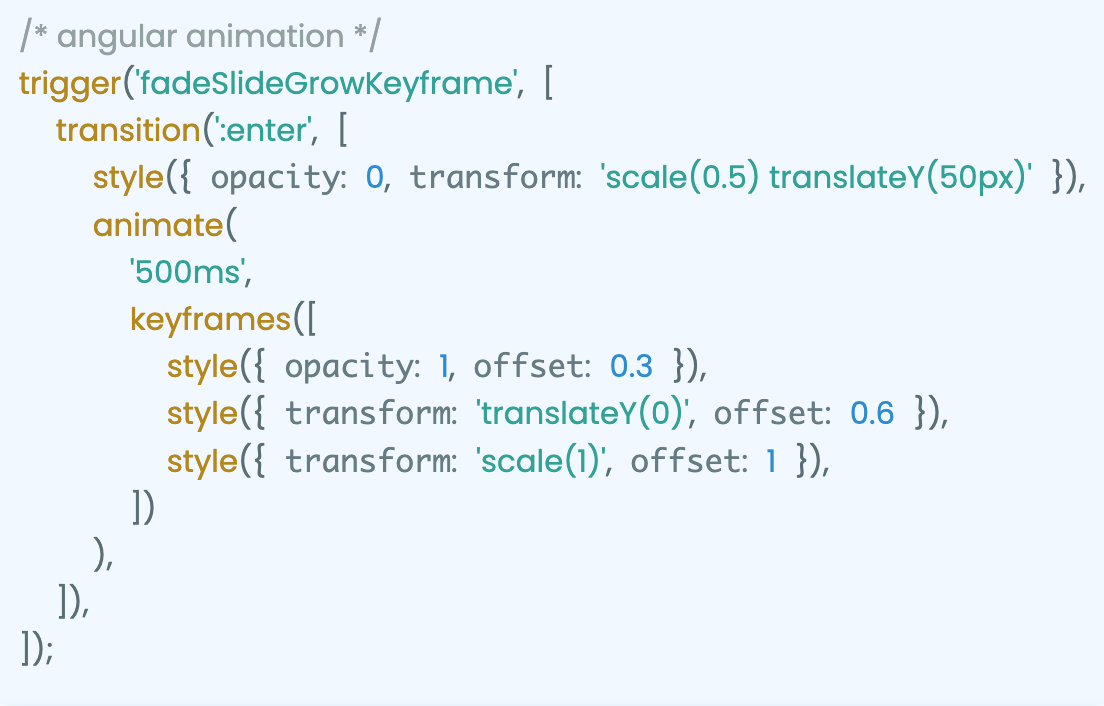 /* angular animation */
trigger('fadeSlideGrowKeyframe', [
  transition(':enter', [
    style({ opacity: 0, transform: 'scale(0.5) translateY(50px)' }),
    animate(
      '500ms',
      keyframes([
        style({ opacity: 1, offset: 0.3 }),
        style({ transform: 'translateY(0)', offset: 0.6 }),
        style({ transform: 'scale(1)', offset: 1 }),
      ])
    ),
  ]),
]);